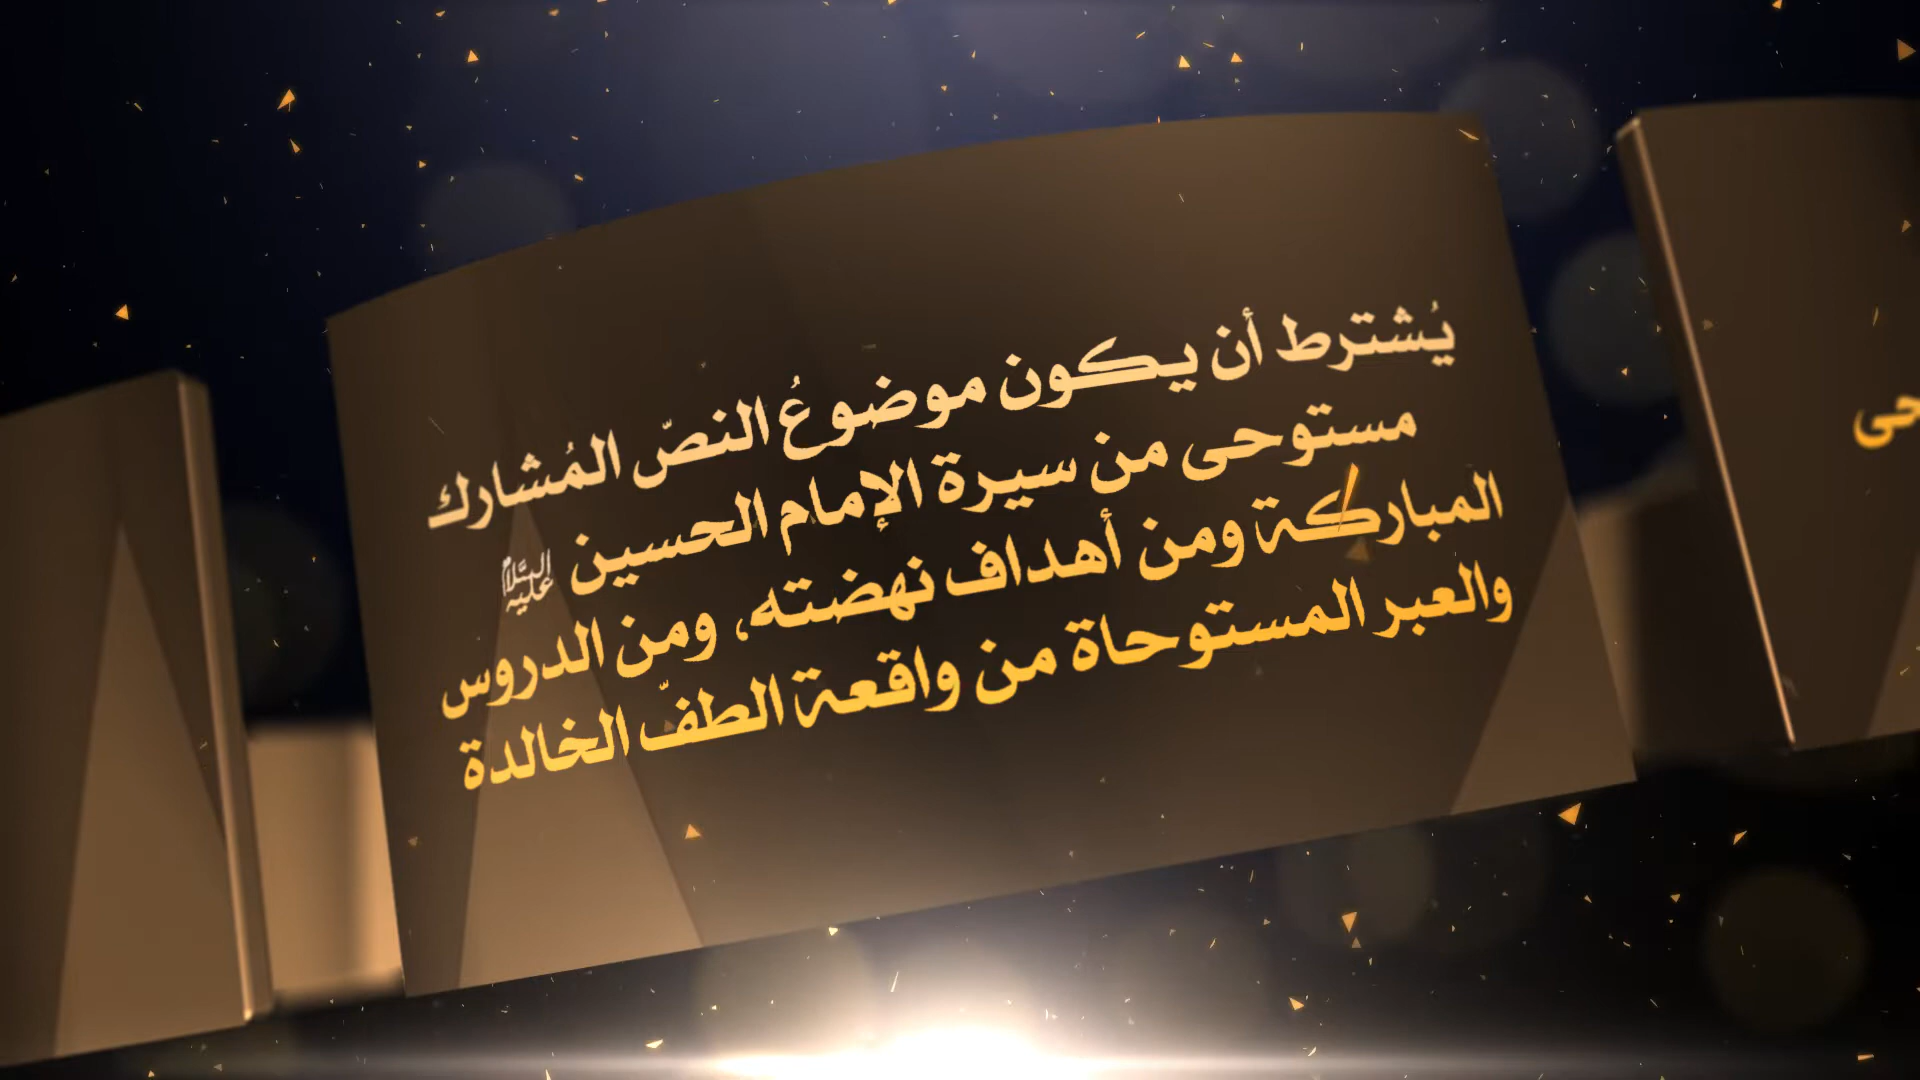 يُشترط أن يكون موضوعُ النصّ المُشارك
مستوحى من سيرة الإمام الحسين عليه السلام
المباركة ومن أهداف نهضته، ومن الدروس
والعبر المستوحاة من واقعة الطفّ الخالدة